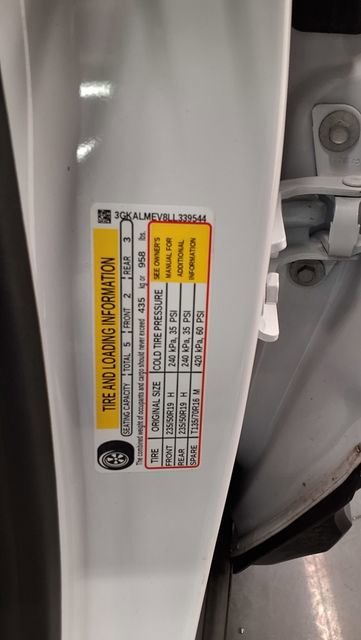 3GKALMEV8LL339544
TIRE AND LOADING INFORMATION
SEATING CAPACITY TOTAL 5 FRONT 2 REAR 3
The combined weight of occupants and cargo should never exceed 435 kg or 958 lbs.
TIRE ORIGINAL SIZE COLD TIRE PRESSURE SEE OWNER'S
FRONT 235/50R19 H 240 kPa, 35 PSI MANUAL FOR
REAR 235/50R19 H 240 kPa, 35 PSI ADDITIONAL
SPARE T135/70R16 M 420 kPa, 60 PSI INFORMATION